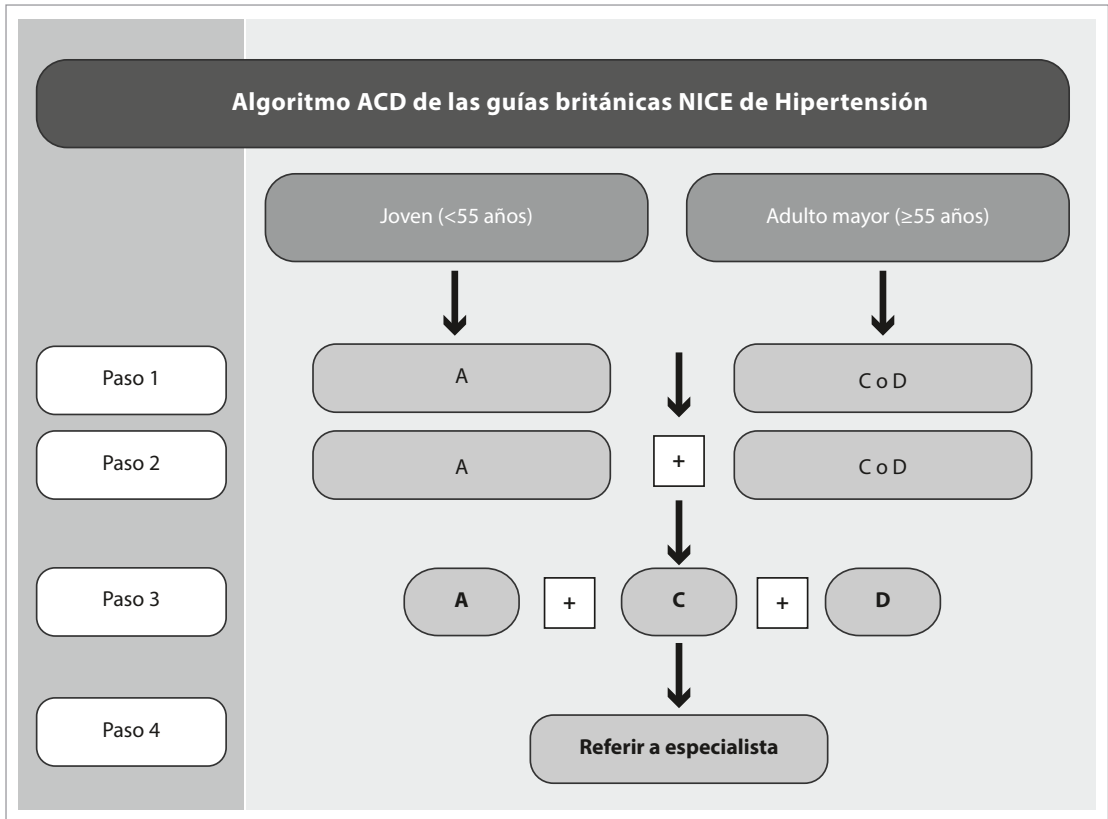 Algoritmo ACD de las guías británicas NICE de Hipertensión
Joven (<55 años)
Adulto mayor (≥55 años)
Paso 1
A
C o D
Paso 2
A
+
C o D
Paso 3
A
+
C
+
D
Paso 4
Referir a especialista